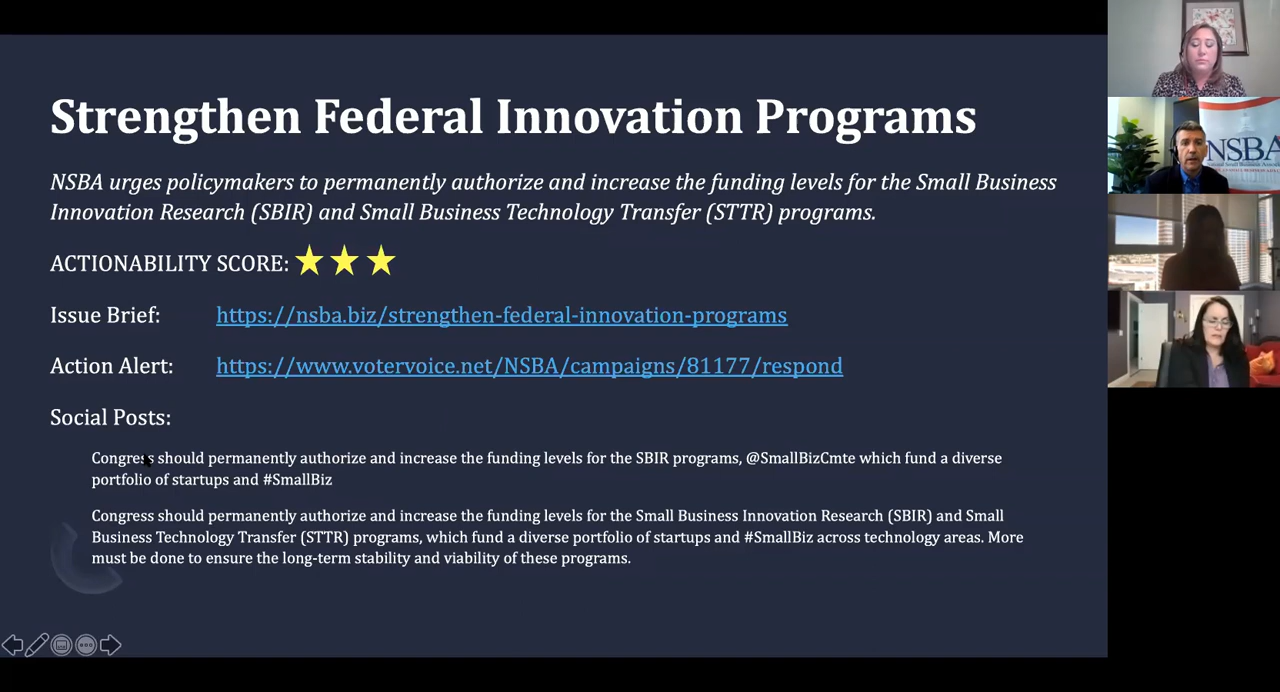 Strengthen Federal Innovation Programs
NSBA urges policymakers to permanently authorize and increase the funding levels for the Small Business
Innovation Research (SBIR) and Small Business Technology Transfer (STTR) programs.
ACTIONABILITY SCORE:
Issue Brief: https://nsba.biz/strengthen-federal-innovation-programs
Action Alert: https://www.votervoice.net/NSBA/campaigns/81177/respond
Social Posts:
Congress should permanently authorize and increase the funding levels for the SBIR programs, @SmallBizCmte which fund a diverse
portfolio of startups and #SmallBiz
Congress should permanently authorize and increase the funding levels for the Small Business Innovation Research (SBIR) and Small
Business Technology Transfer (STTR) programs, which fund a diverse portfolio of startups and #SmallBiz across technology areas. More
must be done to ensure the long-term stability and viability of these programs.
NSBA